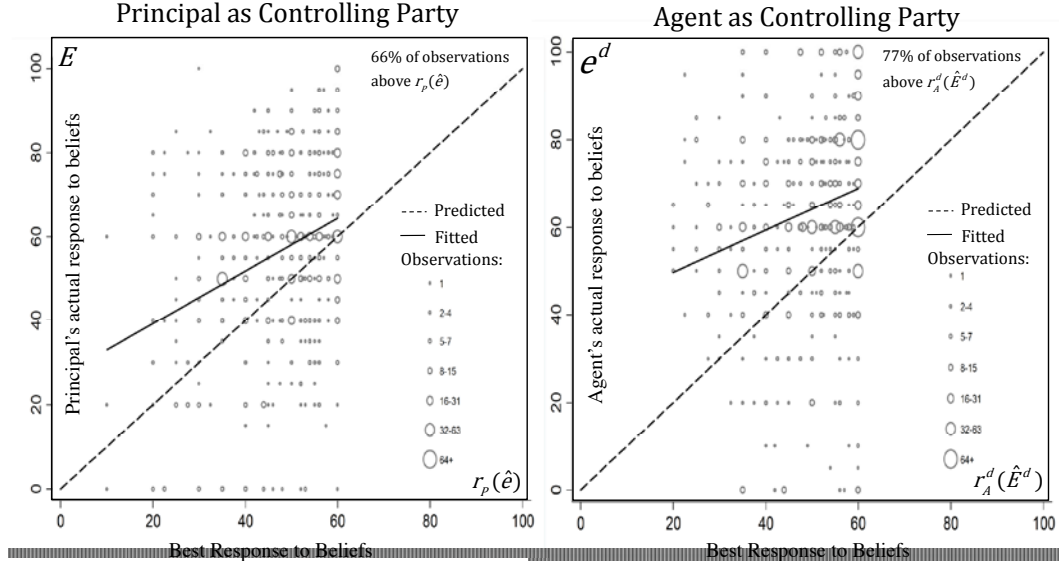 Principal as Controlling Party
E
66% of observations
above r_p(ê)
Principal's actual response to beliefs
100
80
60
40
20
0
Predicted
Fitted
Observations:
1
2-4
5-7
8-15
16-31
32-63
64+
r_p(ê)
0 20 40 60 80 100
Best Response to Beliefs
Agent as Controlling Party
e^d
77% of observations
above r_A^d(Ê^d)
Agent's actual response to beliefs
100
80
60
40
20
0
Predicted
Fitted
Observations:
1
2-4
5-7
8-15
16-31
32-63
64+
r_A^d(Ê^d)
0 20 40 60 80 100
Best Response to Beliefs